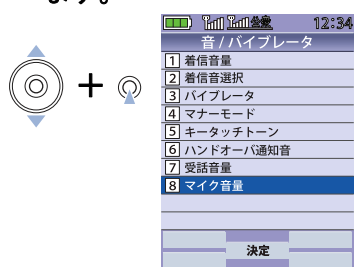 ます。
12:34
音 / バイブレータ
1 着信音量
2 着信音選択
3 バイブレータ
4 マナーモード
5 キータッチトーン
6 ハンドオーバ通知音
7 受話音量
8 マイク音量
決定